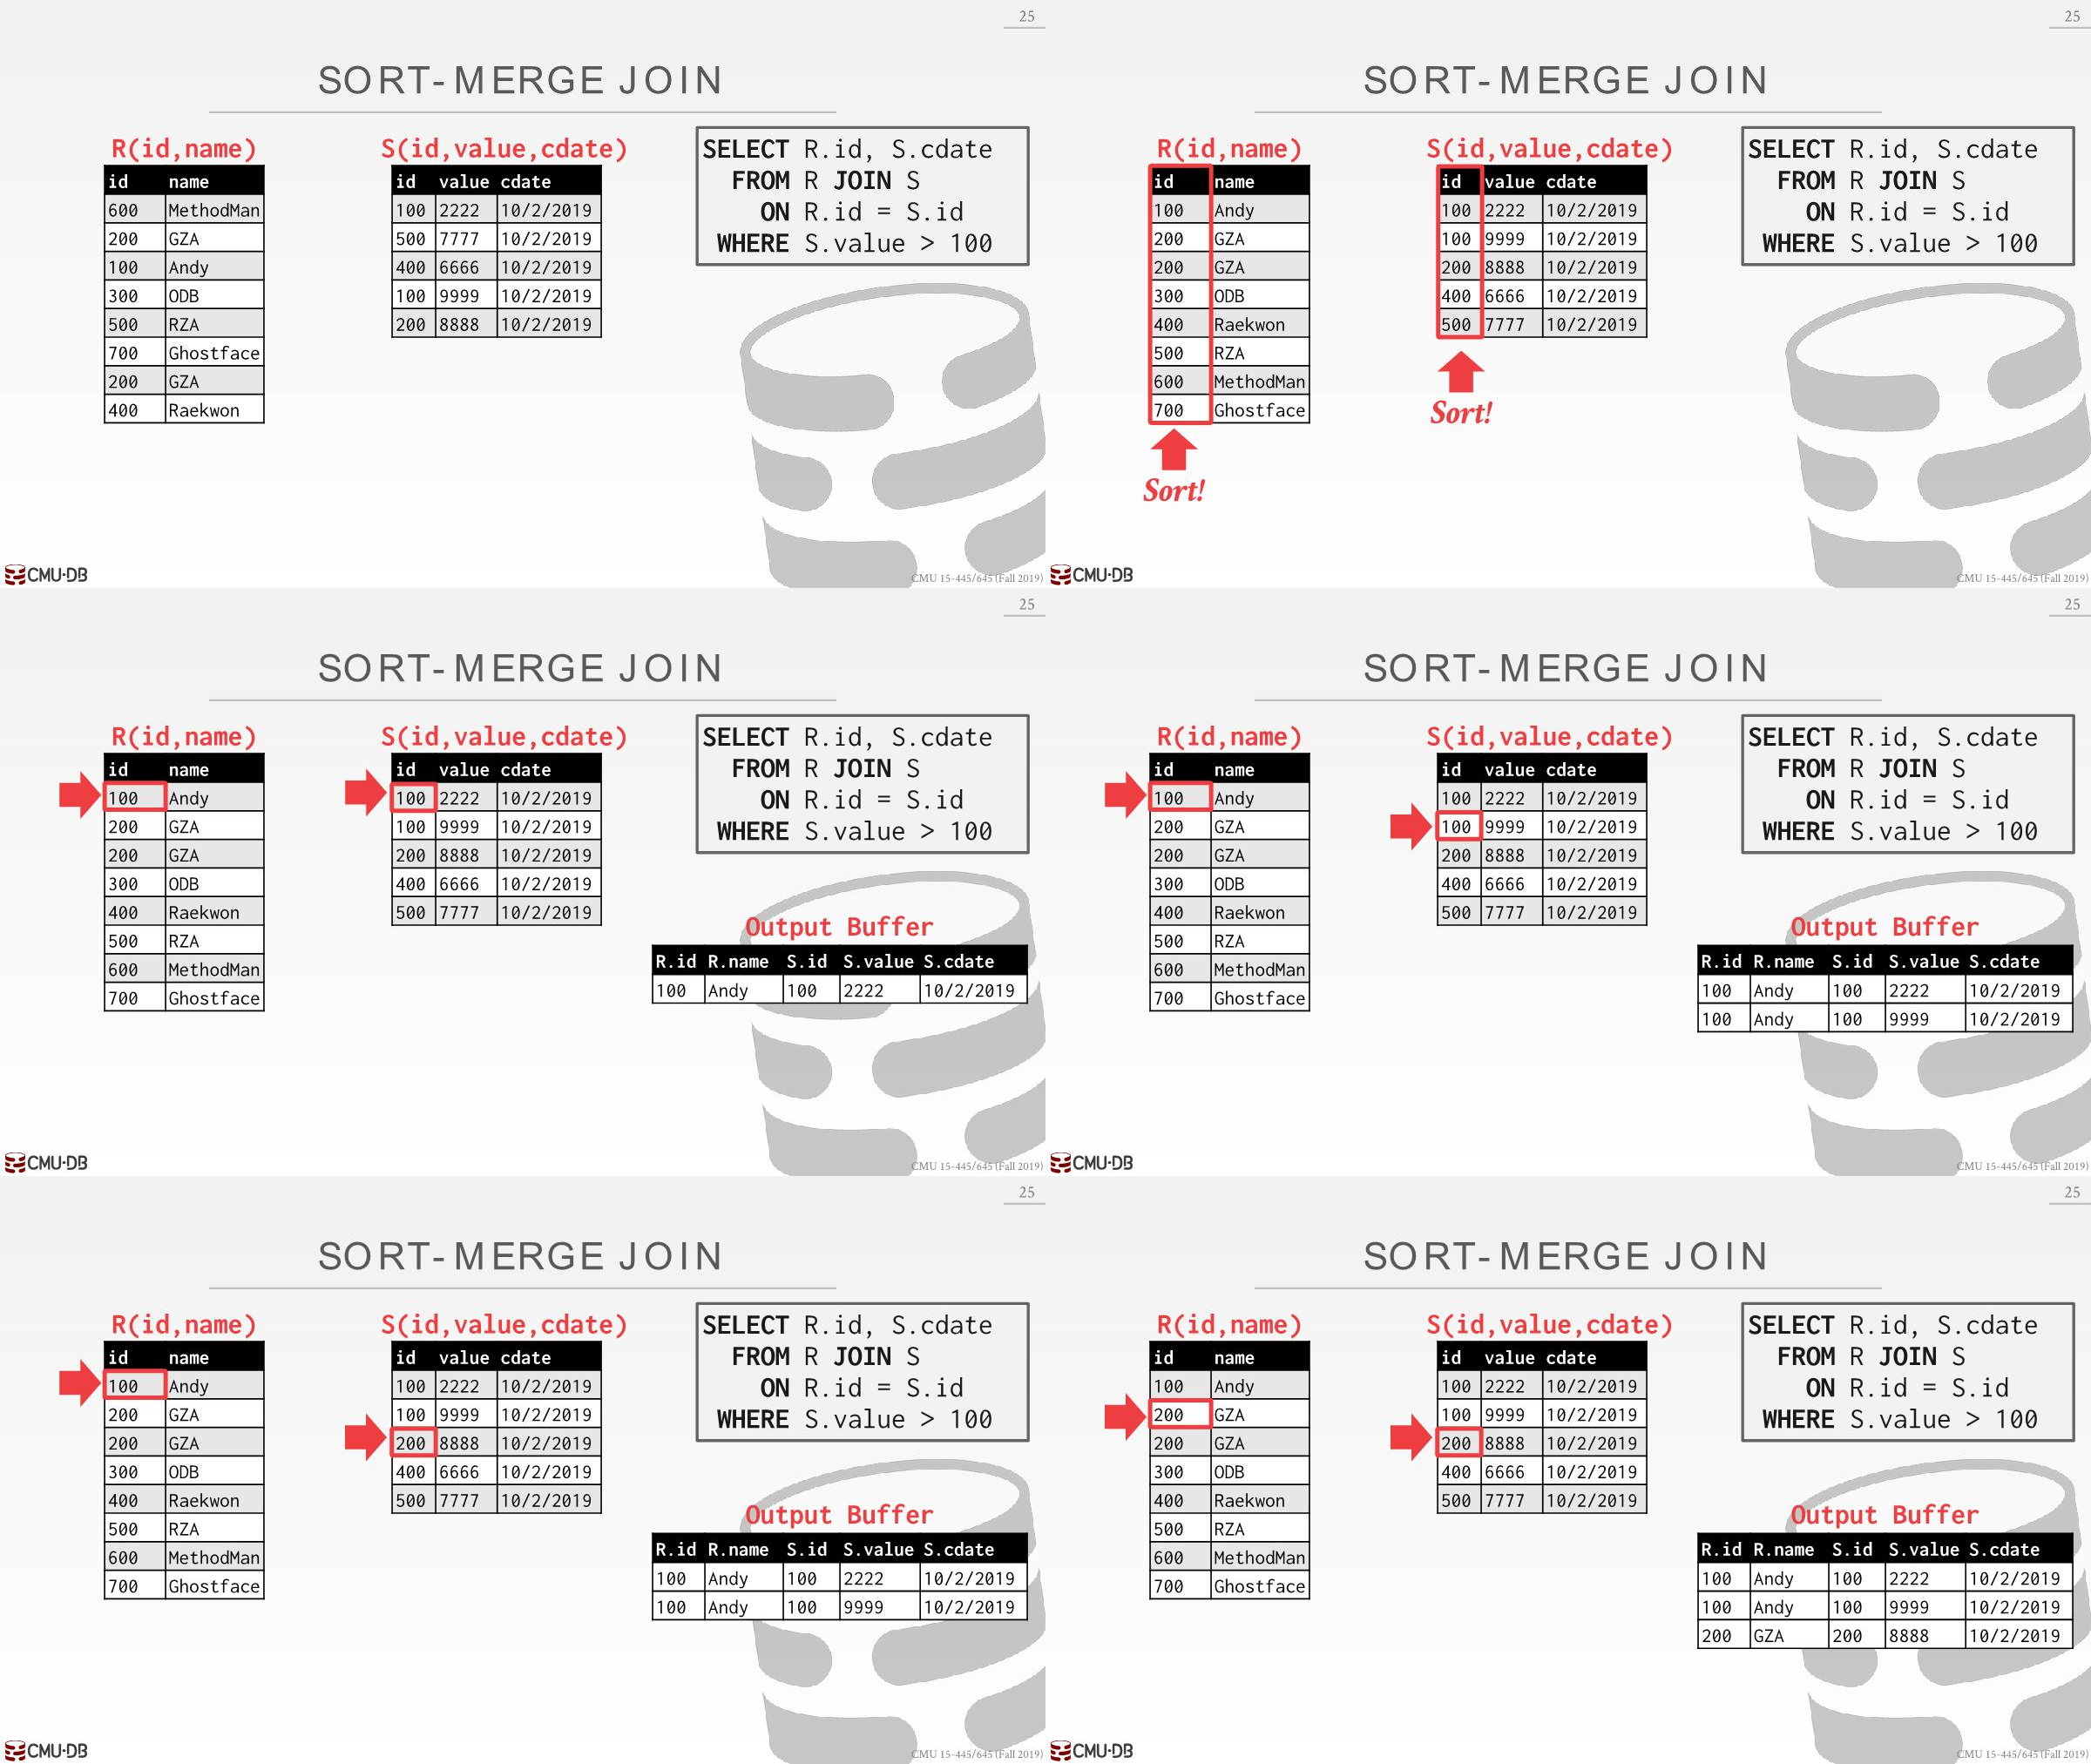 25
SORT-MERGE JOIN
R(id,name)
id name
600 MethodMan
200 GZA
100 Andy
300 ODB
500 RZA
700 Ghostface
200 GZA
400 Raekwon
S(id,value,cdate)
id value cdate
100 2222 10/2/2019
500 7777 10/2/2019
400 6666 10/2/2019
100 9999 10/2/2019
200 8888 10/2/2019
SELECT R.id, S.cdate
FROM R JOIN S
ON R.id = S.id
WHERE S.value > 100
CMU·DB
CMU 15-445/645 (Fall 2019)
25
SORT-MERGE JOIN
R(id,name)
id name
100 Andy
200 GZA
200 GZA
300 ODB
400 Raekwon
500 RZA
600 MethodMan
700 Ghostface
Sort!
S(id,value,cdate)
id value cdate
100 2222 10/2/2019
100 9999 10/2/2019
200 8888 10/2/2019
400 6666 10/2/2019
500 7777 10/2/2019
Sort!
SELECT R.id, S.cdate
FROM R JOIN S
ON R.id = S.id
WHERE S.value > 100
CMU·DB
CMU 15-445/645 (Fall 2019)
25
SORT-MERGE JOIN
R(id,name)
id name
100 Andy
200 GZA
200 GZA
300 ODB
400 Raekwon
500 RZA
600 MethodMan
700 Ghostface
S(id,value,cdate)
id value cdate
100 2222 10/2/2019
100 9999 10/2/2019
200 8888 10/2/2019
400 6666 10/2/2019
500 7777 10/2/2019
SELECT R.id, S.cdate
FROM R JOIN S
ON R.id = S.id
WHERE S.value > 100
Output Buffer
R.id R.name S.id S.value S.cdate
100 Andy 100 2222 10/2/2019
CMU·DB
CMU 15-445/645 (Fall 2019)
25
SORT-MERGE JOIN
R(id,name)
id name
100 Andy
200 GZA
200 GZA
300 ODB
400 Raekwon
500 RZA
600 MethodMan
700 Ghostface
S(id,value,cdate)
id value cdate
100 2222 10/2/2019
100 9999 10/2/2019
200 8888 10/2/2019
400 6666 10/2/2019
500 7777 10/2/2019
SELECT R.id, S.cdate
FROM R JOIN S
ON R.id = S.id
WHERE S.value > 100
Output Buffer
R.id R.name S.id S.value S.cdate
100 Andy 100 2222 10/2/2019
100 Andy 100 9999 10/2/2019
CMU·DB
CMU 15-445/645 (Fall 2019)
25
SORT-MERGE JOIN
R(id,name)
id name
100 Andy
200 GZA
200 GZA
300 ODB
400 Raekwon
500 RZA
600 MethodMan
700 Ghostface
S(id,value,cdate)
id value cdate
100 2222 10/2/2019
100 9999 10/2/2019
200 8888 10/2/2019
400 6666 10/2/2019
500 7777 10/2/2019
SELECT R.id, S.cdate
FROM R JOIN S
ON R.id = S.id
WHERE S.value > 100
Output Buffer
R.id R.name S.id S.value S.cdate
100 Andy 100 2222 10/2/2019
100 Andy 100 9999 10/2/2019
CMU·DB
CMU 15-445/645 (Fall 2019)
25
SORT-MERGE JOIN
R(id,name)
id name
100 Andy
200 GZA
200 GZA
300 ODB
400 Raekwon
500 RZA
600 MethodMan
700 Ghostface
S(id,value,cdate)
id value cdate
100 2222 10/2/2019
100 9999 10/2/2019
200 8888 10/2/2019
400 6666 10/2/2019
500 7777 10/2/2019
SELECT R.id, S.cdate
FROM R JOIN S
ON R.id = S.id
WHERE S.value > 100
Output Buffer
R.id R.name S.id S.value S.cdate
100 Andy 100 2222 10/2/2019
100 Andy 100 9999 10/2/2019
200 GZA 200 8888 10/2/2019
CMU·DB
CMU 15-445/645 (Fall 2019)